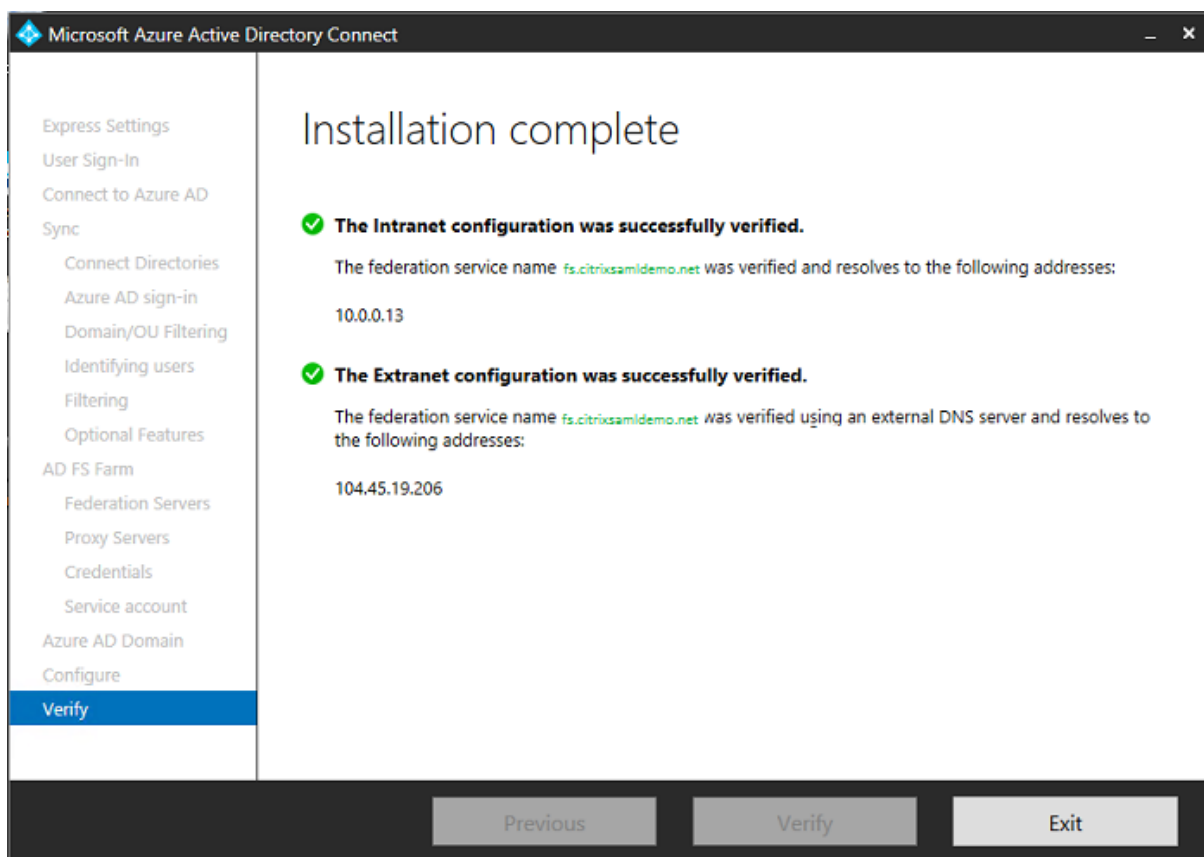 Microsoft Azure Active Directory Connect
Express Settings
User Sign-In
Connect to Azure AD
Sync
Connect Directories
Azure AD sign-in
Domain/OU Filtering
Identifying users
Filtering
Optional Features
AD FS Farm
Federation Servers
Proxy Servers
Credentials
Service account
Azure AD Domain
Configure
Verify
Installation complete
The Intranet configuration was successfully verified.
The federation service name fs.citrixsamldemo.net was verified and resolves to the following addresses:
10.0.0.13
The Extranet configuration was successfully verified.
The federation service name fs.citrixsamldemo.net was verified using an external DNS server and resolves to
the following addresses:
104.45.19.206
Previous
Verify
Exit